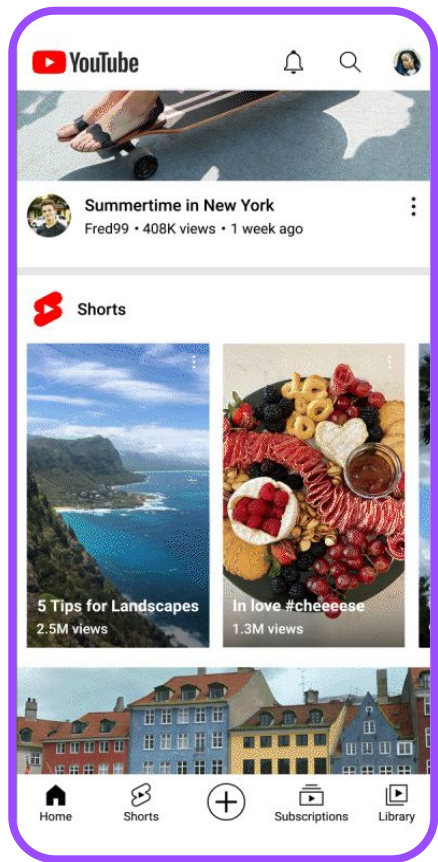 YouTube
Summertime in New York
Fred99 • 408K views • 1 week ago
Shorts
5 Tips for Landscapes
2.5M views
In love #cheeeese
1.3M views
Home
Shorts
Subscriptions
Library